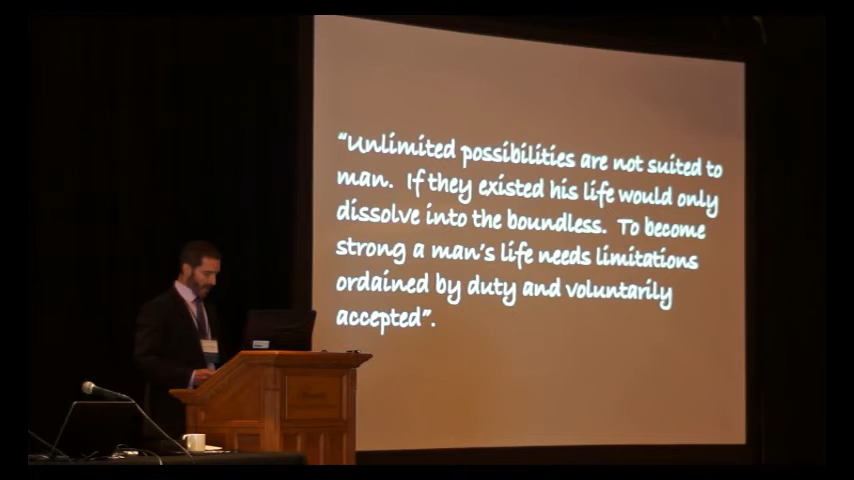 “Unlimited possibilities are not suited to
man. If they existed his life would only
dissolve into the boundless. To become
strong a man's life needs limitations
ordained by duty and voluntarily
accepted”.